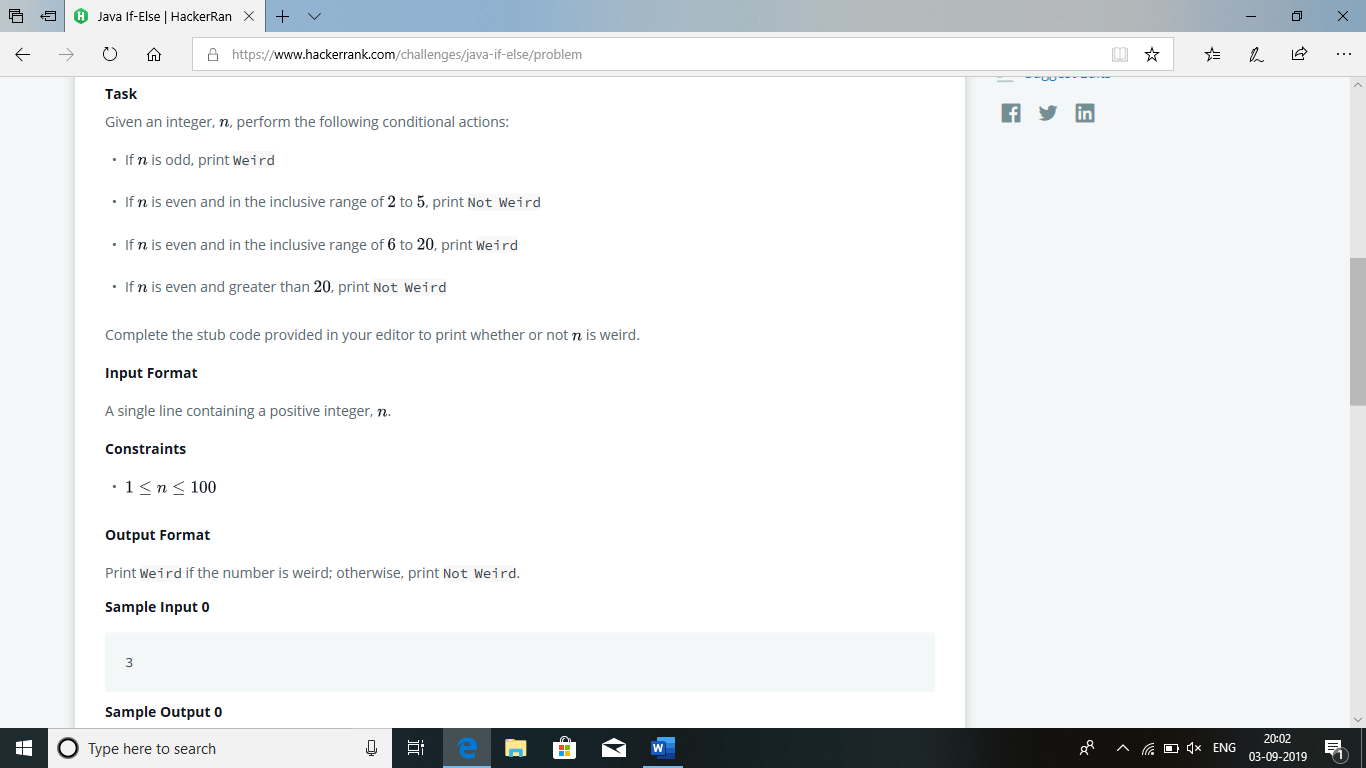 Java If-Else | HackerRan
https://www.hackerrank.com/challenges/java-if-else/problem
Task
Given an integer, n, perform the following conditional actions:
• If n is odd, print Weird
• If n is even and in the inclusive range of 2 to 5, print Not Weird
• If n is even and in the inclusive range of 6 to 20, print Weird
• If n is even and greater than 20, print Not Weird
Complete the stub code provided in your editor to print whether or not n is weird.
Input Format
A single line containing a positive integer, n.
Constraints
• 1 ≤ n ≤ 100
Output Format
Print Weird if the number is weird; otherwise, print Not Weird.
Sample Input 0
3
Sample Output 0
Type here to search
ENG
20:02
03-09-2019
1